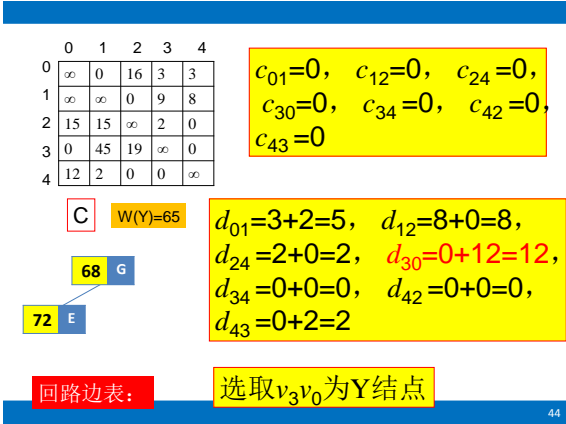 0 1 2 3 4
0 ∞ 0 16 3 3
1 ∞ ∞ 0 9 8
2 15 15 ∞ 2 0
3 0 45 19 ∞ 0
4 12 2 0 0 ∞
c01=0， c12=0， c24=0，
c30=0， c34=0， c42=0，
c43=0
C W(Y)=65
68 G
72 E
d01=3+2=5， d12=8+0=8，
d24=2+0=2， d30=0+12=12，
d34=0+0=0， d42=0+0=0，
d43=0+2=2
回路边表：
选取v3v0为Y结点
44